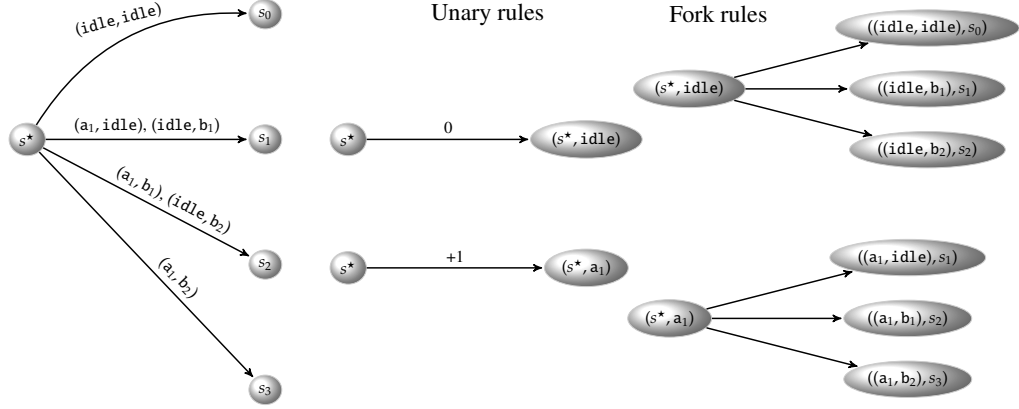 Unary rules
Fork rules
(idle, idle)
s₀
s⋆
(a₁, idle), (idle, b₁)
s₁
(a₁, b₁), (idle, b₂)
s₂
(a₁, b₂)
s₃
s⋆
0
(s⋆, idle)
s⋆
+1
(s⋆, a₁)
(s⋆, idle)
((idle, idle), s₀)
((idle, b₁), s₁)
((idle, b₂), s₂)
(s⋆, a₁)
((a₁, idle), s₁)
((a₁, b₁), s₂)
((a₁, b₂), s₃)